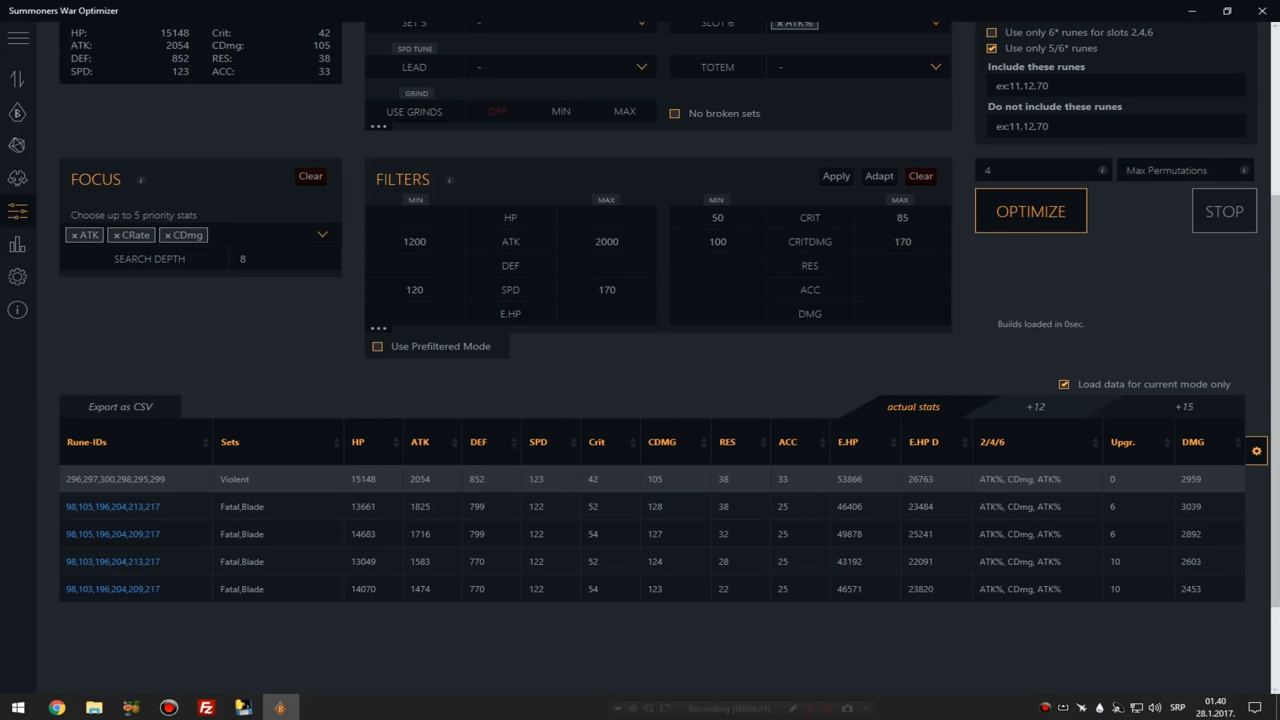 Summoners War Optimizer
HP: 15148 Crit: 42
ATK: 2054 CDmg: 105
DEF: 852 RES: 38
SPD: 123 ACC: 33
SET 3 - SLOT 6 × ATK%
SPD TUNE
LEAD - TOTEM -
GRIND
USE GRINDS OFF MIN MAX No broken sets
Use only 6* runes for slots 2,4,6
Use only 5/6* runes
Include these runes
ex:11,12,70
Do not include these runes
ex:11,12,70
FOCUS i Clear
Choose up to 5 priority stats
× ATK × CRate × CDmg
SEARCH DEPTH 8
FILTERS i Apply Adapt Clear
MIN MAX MIN MAX
HP 50 CRIT 85
1200 ATK 2000 100 CRITDMG 170
DEF RES
120 SPD 170 ACC
E.HP DMG
Use Prefiltered Mode
4 i Max Permutations i
OPTIMIZE STOP
Builds loaded in 0sec.
Load data for current mode only
Export as CSV actual stats +12 +15
Rune-IDs Sets HP ATK DEF SPD Crit CDMG RES ACC E.HP E.HP D 2/4/6 Upgr. DMG
296,297,300,298,295,299 Violent 15148 2054 852 123 42 105 38 33 53866 26763 ATK%, CDmg, ATK% 0 2959
98,105,196,204,213,217 Fatal,Blade 13661 1825 799 122 52 128 38 25 46406 23484 ATK%, CDmg, ATK% 6 3039
98,105,196,204,209,217 Fatal,Blade 14683 1716 799 122 54 127 32 25 49878 25241 ATK%, CDmg, ATK% 6 2892
98,103,196,204,213,217 Fatal,Blade 13049 1583 770 122 52 124 28 25 43192 22091 ATK%, CDmg, ATK% 10 2603
98,103,196,204,209,217 Fatal,Blade 14070 1474 770 122 54 123 22 25 46571 23820 ATK%, CDmg, ATK% 10 2453
Recording [00:04:24]
SRP
01.40
28.1.2017.